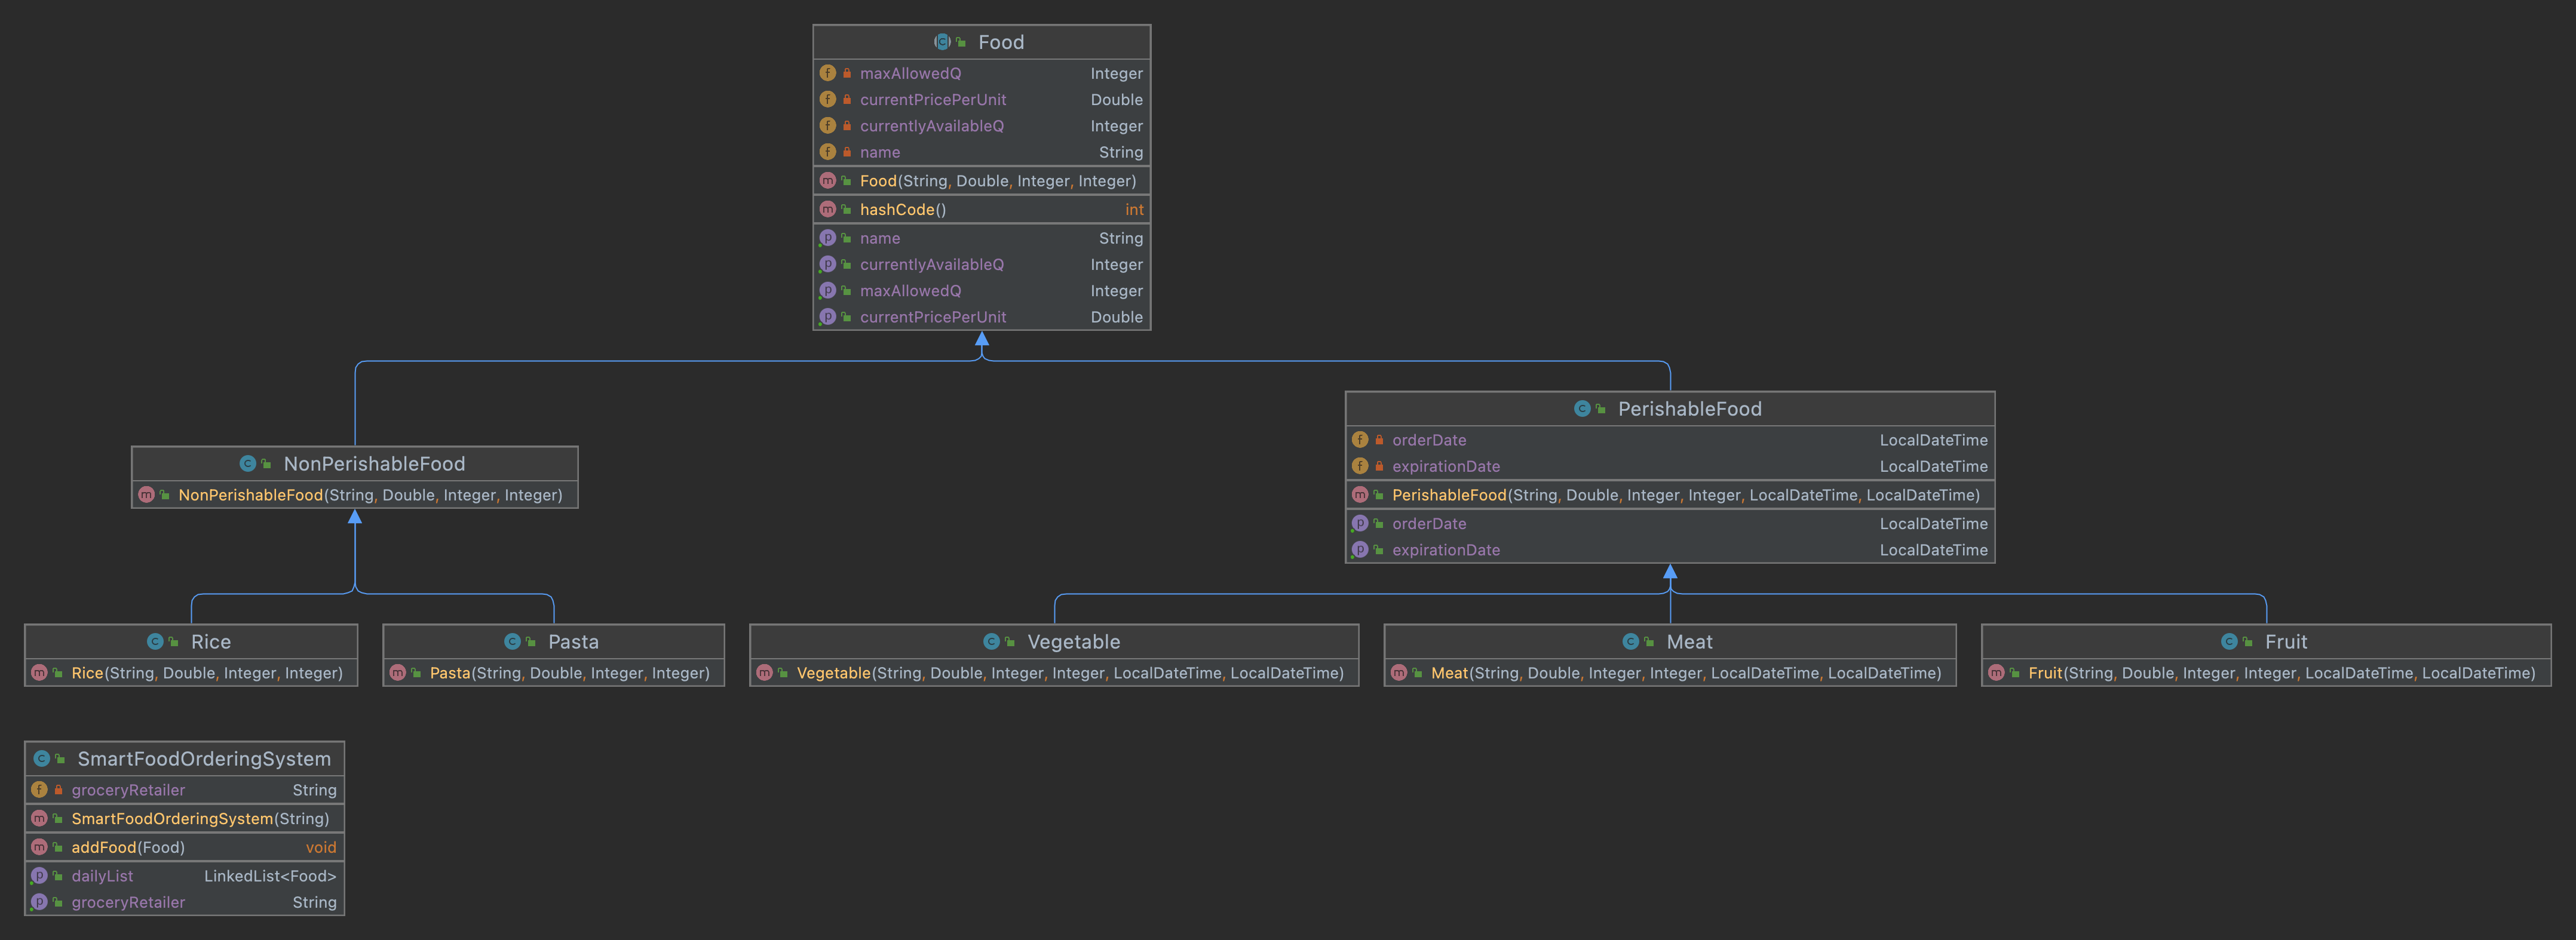 Food
maxAllowedQ Integer
currentPricePerUnit Double
currentlyAvailableQ Integer
name String
Food(String, Double, Integer, Integer)
hashCode() int
name String
currentlyAvailableQ Integer
maxAllowedQ Integer
currentPricePerUnit Double
NonPerishableFood
NonPerishableFood(String, Double, Integer, Integer)
PerishableFood
orderDate LocalDateTime
expirationDate LocalDateTime
PerishableFood(String, Double, Integer, Integer, LocalDateTime, LocalDateTime)
orderDate LocalDateTime
expirationDate LocalDateTime
Rice
Rice(String, Double, Integer, Integer)
Pasta
Pasta(String, Double, Integer, Integer)
Vegetable
Vegetable(String, Double, Integer, Integer, LocalDateTime, LocalDateTime)
Meat
Meat(String, Double, Integer, Integer, LocalDateTime, LocalDateTime)
Fruit
Fruit(String, Double, Integer, Integer, LocalDateTime, LocalDateTime)
SmartFoodOrderingSystem
groceryRetailer String
SmartFoodOrderingSystem(String)
addFood(Food) void
dailyList LinkedList<Food>
groceryRetailer String